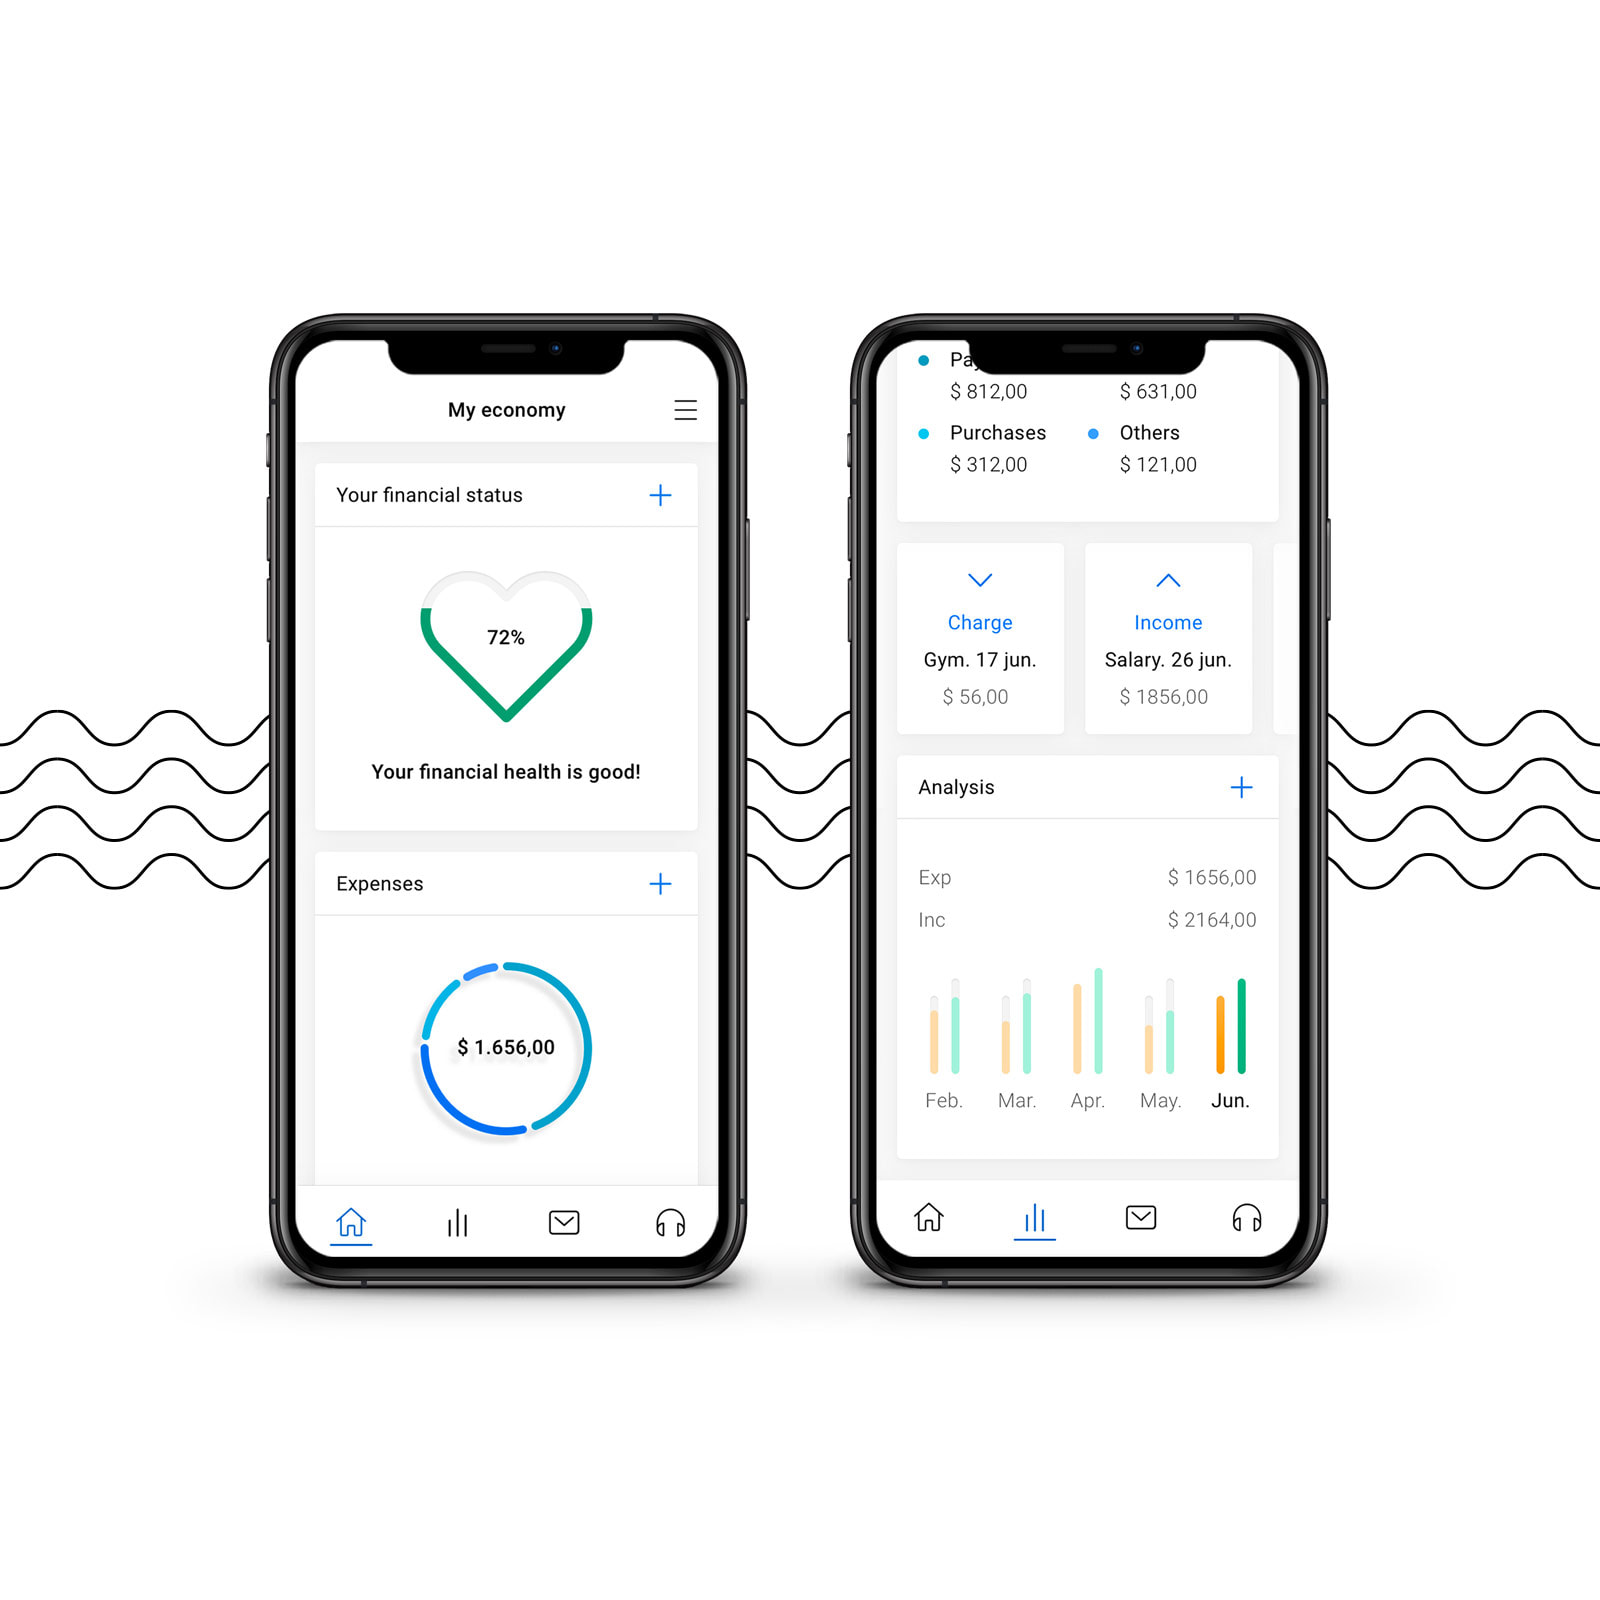 My economy
Your financial status
72%
Your financial health is good!
Expenses
$ 1.656,00
$ 812,00
$ 631,00
Purchases
Others
$ 312,00
$ 121,00
Charge
Gym. 17 jun.
$ 56,00
Income
Salary. 26 jun.
$ 1856,00
Analysis
Exp
$ 1656,00
Inc
$ 2164,00
Feb.
Mar.
Apr.
May.
Jun.